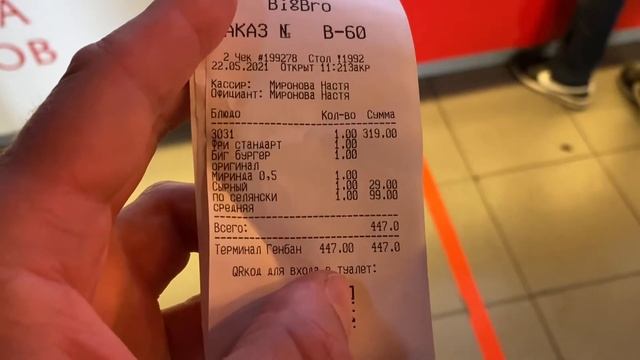 А
ОВ
BigBro
ЗАКАЗ № B-60
2 Чек #199278 Стол !1992
22.05.2021 Открыт 11:21Закр
Кассир: Миронова Настя
Официант: Миронова Настя
Блюдо Кол-во Сумма
3031 1.00 319.00
Фри стандарт 1.00
Биг бургер 1.00
оригинал
Миринда 0,5 1.00
Сырный 1.00 29.00
По селянски 1.00 99.00
средняя
Всего: 447.0
Терминал Генбан 447.00 447.0
QRкод для входа в туалет: